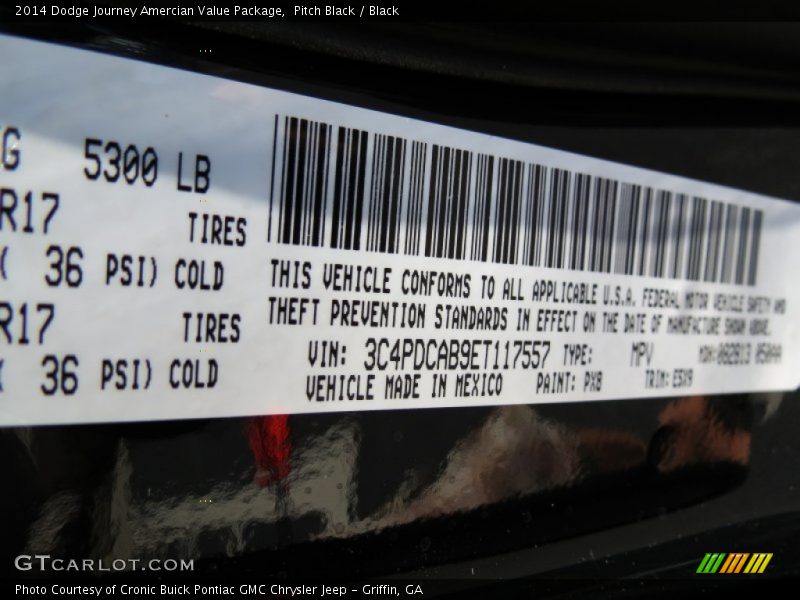 2014 Dodge Journey Amercian Value Package, Pitch Black / Black
G 5300 LB
R17 TIRES
( 36 PSI) COLD
R17 TIRES
( 36 PSI) COLD
THIS VEHICLE CONFORMS TO ALL APPLICABLE U.S.A. FEDERAL MOTOR VEHICLE SAFETY AND
THEFT PREVENTION STANDARDS IN EFFECT ON THE DATE OF MANUFACTURE SHOWN ABOVE.
VIN: 3C4PDCAB9ET117557 TYPE: MPV
VEHICLE MADE IN MEXICO PAINT: PX8 TRIM: E5X9
GTCARLOT.COM
Photo Courtesy of Cronic Buick Pontiac GMC Chrysler Jeep - Griffin, GA